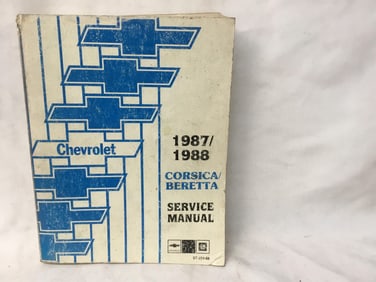 Chevrolet
1987/
1988
CORSICA/
BERETTA
SERVICE
MANUAL